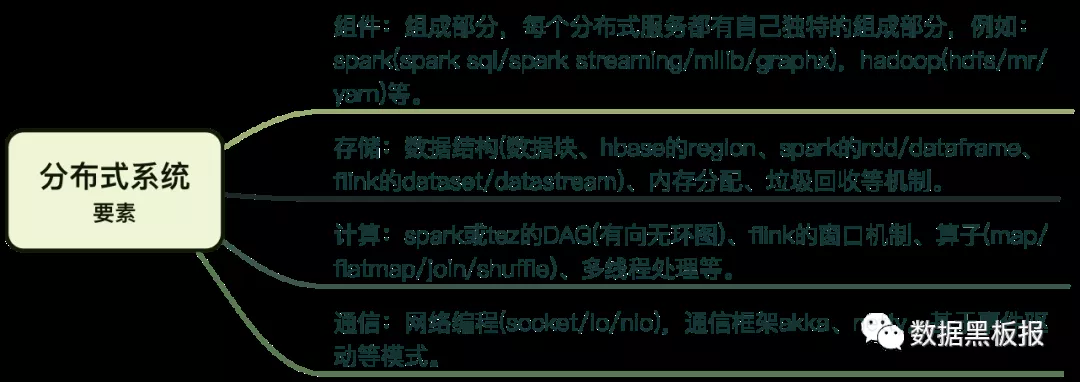 组件：组成部分，每个分布式服务都有自己独特的组成部分，例如：
spark(spark sql/spark streaming/mllib/graphx)，hadoop(hdfs/mr/
yarn)等。
分布式系统
要素
存储：数据结构(数据块、hbase的region、spark的rdd/dataframe、
flink的dataset/datastream)、内存分配、垃圾回收等机制。
计算：spark或tez的DAG(有向无环图)、flink的窗口机制、算子(map/
flatmap/join/shuffle)、多线程处理等。
通信：网络编程(socket/io/nio)，通信框架akka、
动等模式。
数据黑板报